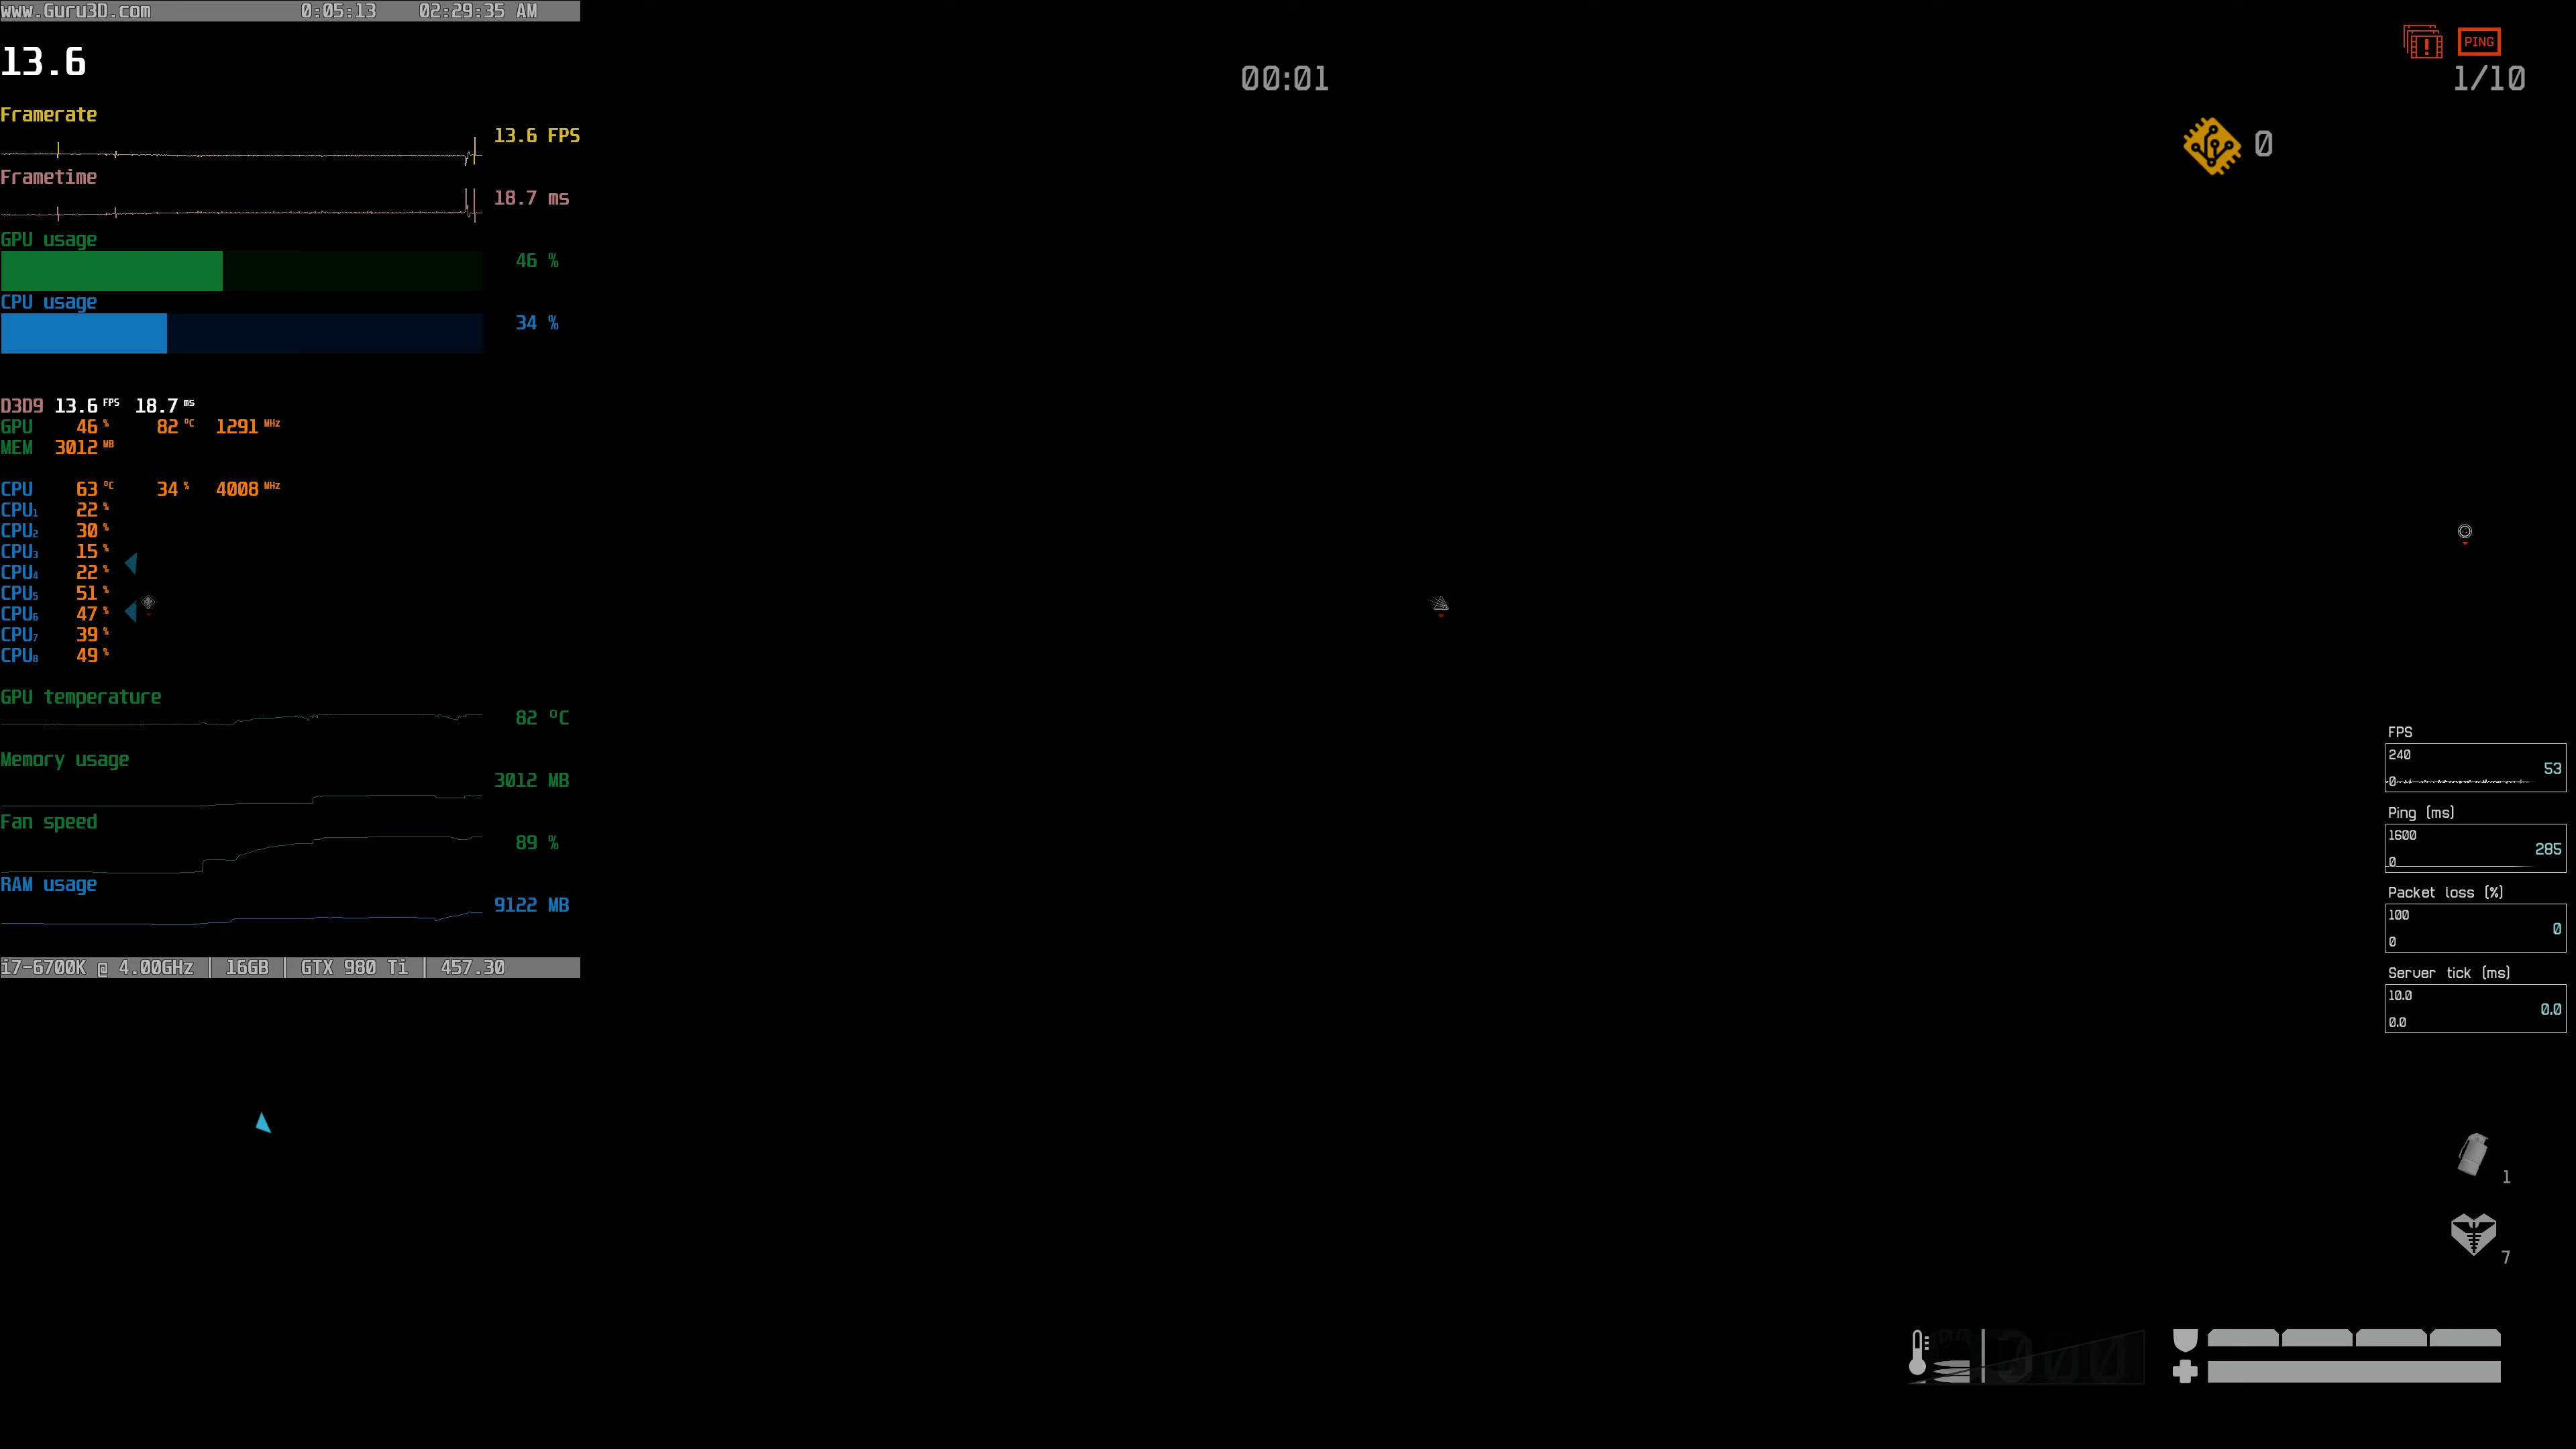 www.Guru3D.com 0:05:13 02:29:35 AM
13.6
00:01
PING
1/10
0
Framerate
13.6 FPS
Frametime
18.7 ms
GPU usage
46 %
CPU usage
34 %
D3D9 13.6 FPS 18.7 ms
GPU 46 % 82 °C 1291 MHz
MEM 3012 MB
CPU 63 °C 34 % 4008 MHz
CPU1 22 %
CPU2 30 %
CPU3 15 %
CPU4 22 %
CPU5 51 %
CPU6 47 %
CPU7 39 %
CPU8 49 %
GPU temperature
82 °C
Memory usage
3012 MB
Fan speed
89 %
RAM usage
9122 MB
i7-6700K @ 4.00GHz | 16GB | GTX 980 Ti | 457.30
FPS
240
53
0
Ping (ms)
1600
285
0
Packet loss (%)
100
0
0
Server tick (ms)
10.0
0.0
0.0
1
7